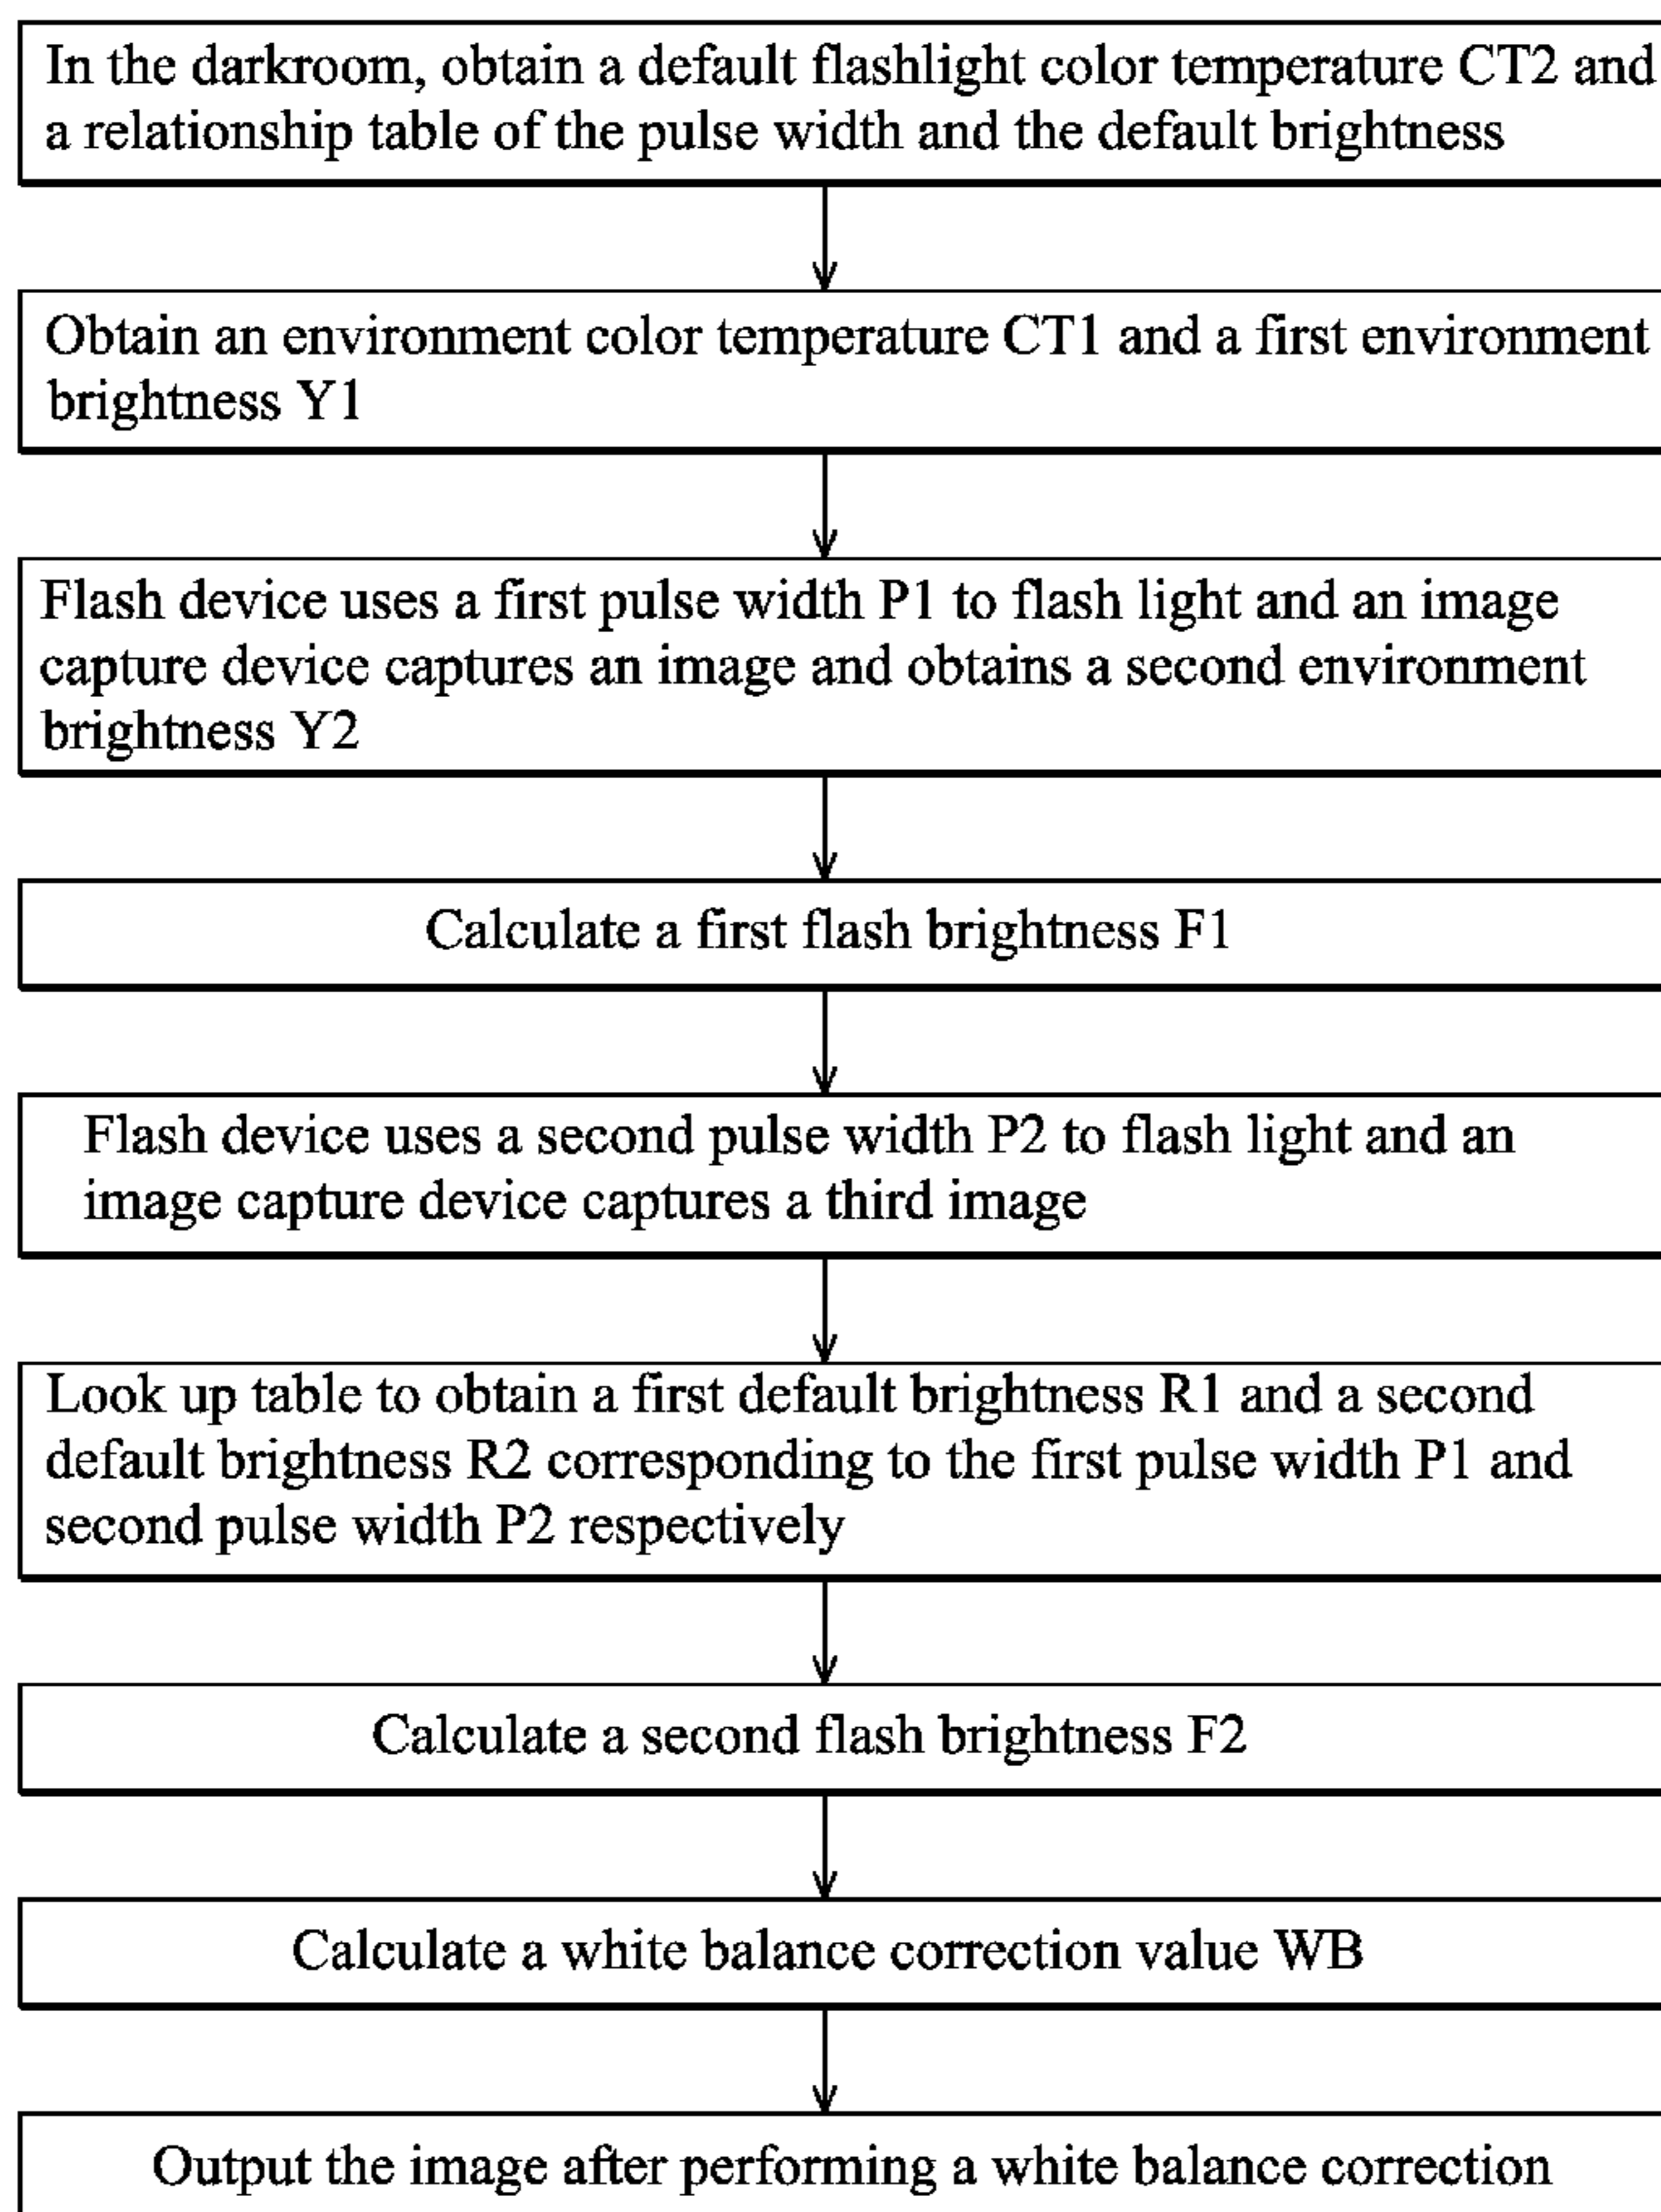 In the darkroom, obtain a default flashlight color temperature CT2 and
a relationship table of the pulse width and the default brightness
Obtain an environment color temperature CT1 and a first environment
brightness Y1
Flash device uses a first pulse width P1 to flash light and an image
capture device captures an image and obtains a second environment
brightness Y2
Calculate a first flash brightness F1
Flash device uses a second pulse width P2 to flash light and an
image capture device captures a third image
Look up table to obtain a first default brightness R1 and a second
default brightness R2 corresponding to the first pulse width P1 and
second pulse width P2 respectively
Calculate a second flash brightness F2
Calculate a white balance correction value WB
Output the image after performing a white balance correction